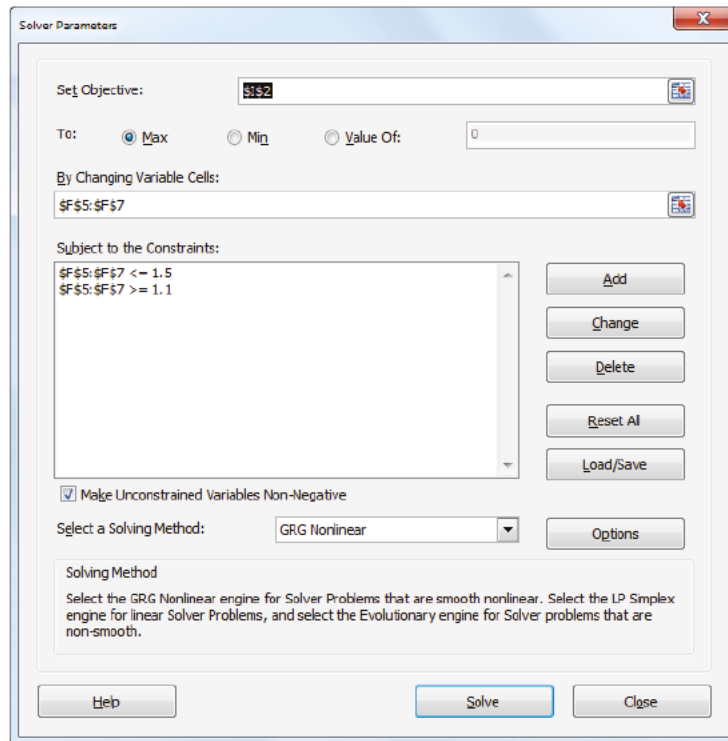 Solver Parameters
Set Objective: $I$2
To: Max Min Value Of: 0
By Changing Variable Cells:
$F$5:$F$7
Subject to the Constraints:
$F$5:$F$7 <= 1.5
$F$5:$F$7 >= 1.1
Add
Change
Delete
Reset All
Load/Save
Make Unconstrained Variables Non-Negative
Select a Solving Method: GRG Nonlinear Options
Solving Method
Select the GRG Nonlinear engine for Solver Problems that are smooth nonlinear. Select the LP Simplex
engine for linear Solver Problems, and select the Evolutionary engine for Solver problems that are
non-smooth.
Help Solve Close